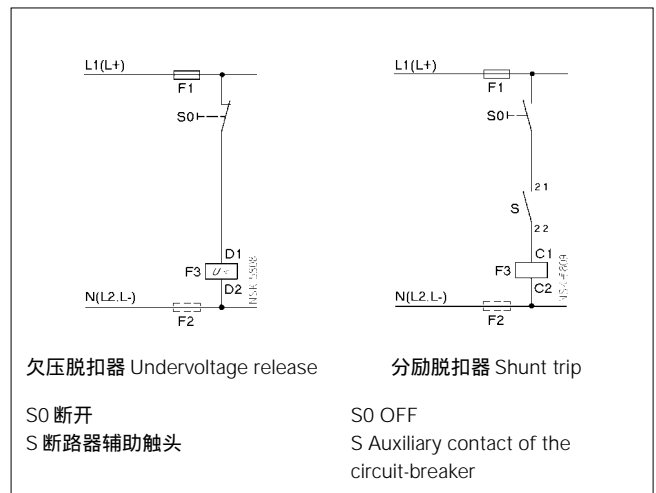 L1(L+)
F1
S0
D1
F3 U<
D2
N(L2.L-)
F2
NSK-5808
L1(L+)
F1
S0
21
S
22
C1
F3
C2
N(L2.L-)
F2
欠压脱扣器 Undervoltage release
分励脱扣器 Shunt trip
S0 断开
S 断路器辅助触头
S0 OFF
S Auxiliary contact of the
circuit-breaker